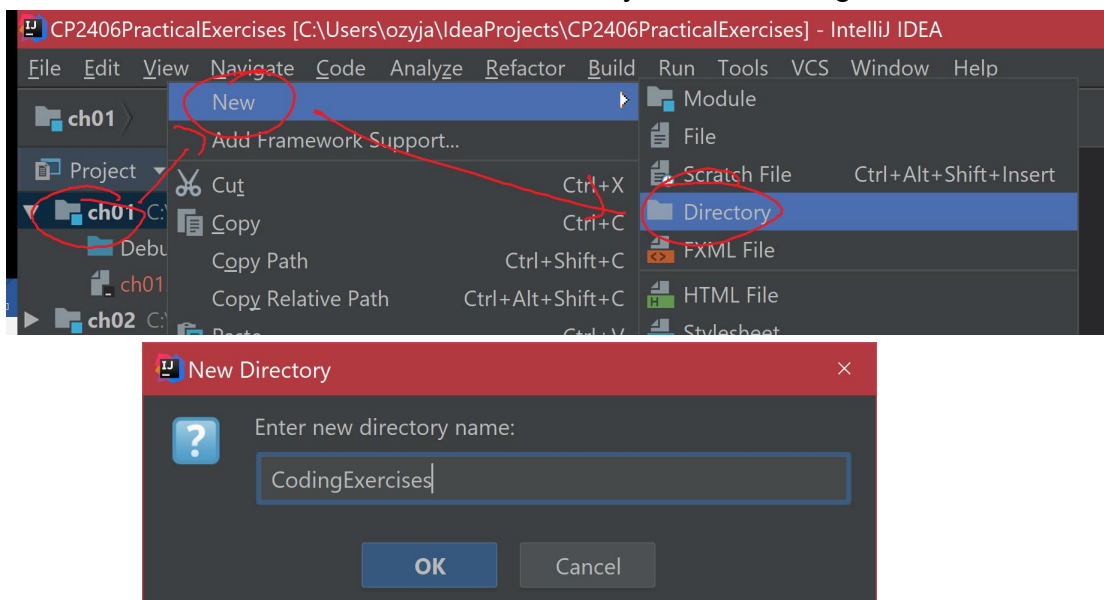 CP2406PracticalExercises [C:\Users\ozyja\IdeaProjects\CP2406PracticalExercises] - IntelliJ IDEA
File Edit View Navigate Code Analyze Refactor Build Run Tools VCS Window Help
ch01
Project
ch01 C:\
Debu
ch01.
ch02 C:\
New
Add Framework Support...
Cut Ctrl+X
Copy Ctrl+C
Copy Path Ctrl+Shift+C
Copy Relative Path Ctrl+Alt+Shift+C
Paste Ctrl+V
Module
File
Scratch File Ctrl+Alt+Shift+Insert
Directory
FXML File
HTML File
Stylesheet
New Directory
Enter new directory name:
CodingExercises
OK Cancel